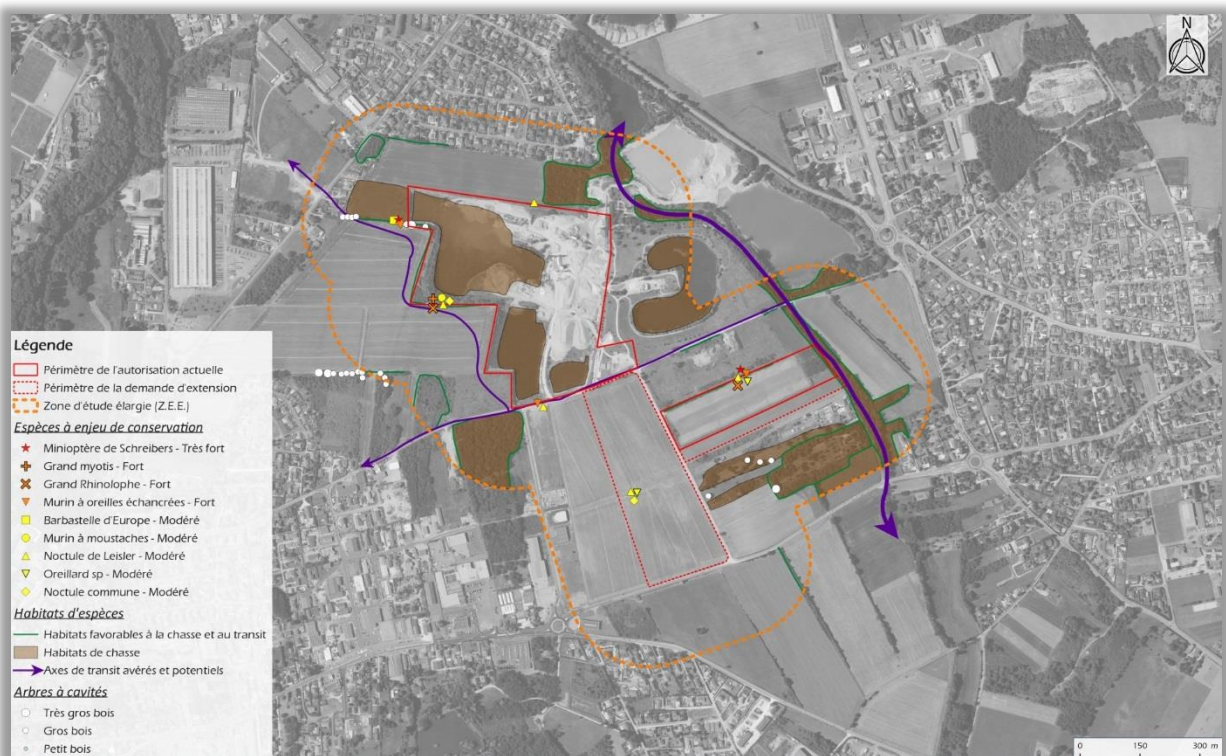 N
Légende
Périmètre de l'autorisation actuelle
Périmètre de la demande d'extension
Zone d'étude élargie (Z.E.E.)
Espèces à enjeu de conservation
Minioptère de Schreibers - Très fort
Grand myotis - Fort
Grand Rhinolophe - Fort
Murin à oreilles échancrées - Fort
Barbastelle d'Europe - Modéré
Murin à moustaches - Modéré
Noctule de Leisler - Modéré
Oreillard sp - Modéré
Noctule commune - Modéré
Habitats d'espèces
Habitats favorables à la chasse et au transit
Habitats de chasse
Axes de transit avérés et potentiels
Arbres à cavités
Très gros bois
Gros bois
Petit bois
0 150 300 m